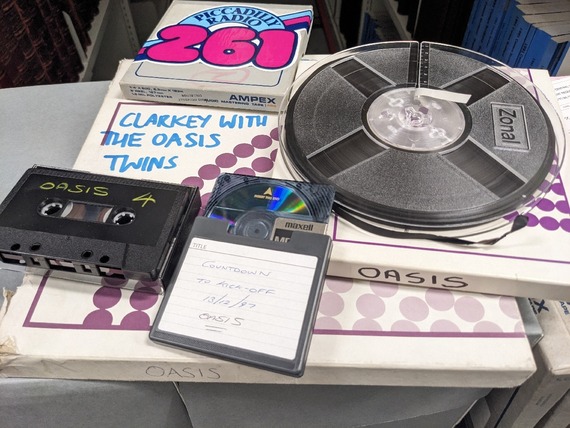 PICCADILLY
RADIO
261
AMPEX
CLARKEY WITH
THE OASIS
TWINS
Zonal
OASIS 4
maxell
TITLE
COUNTDOWN
TO KICK-OFF
13/12/97
OASIS
OASIS
OASIS